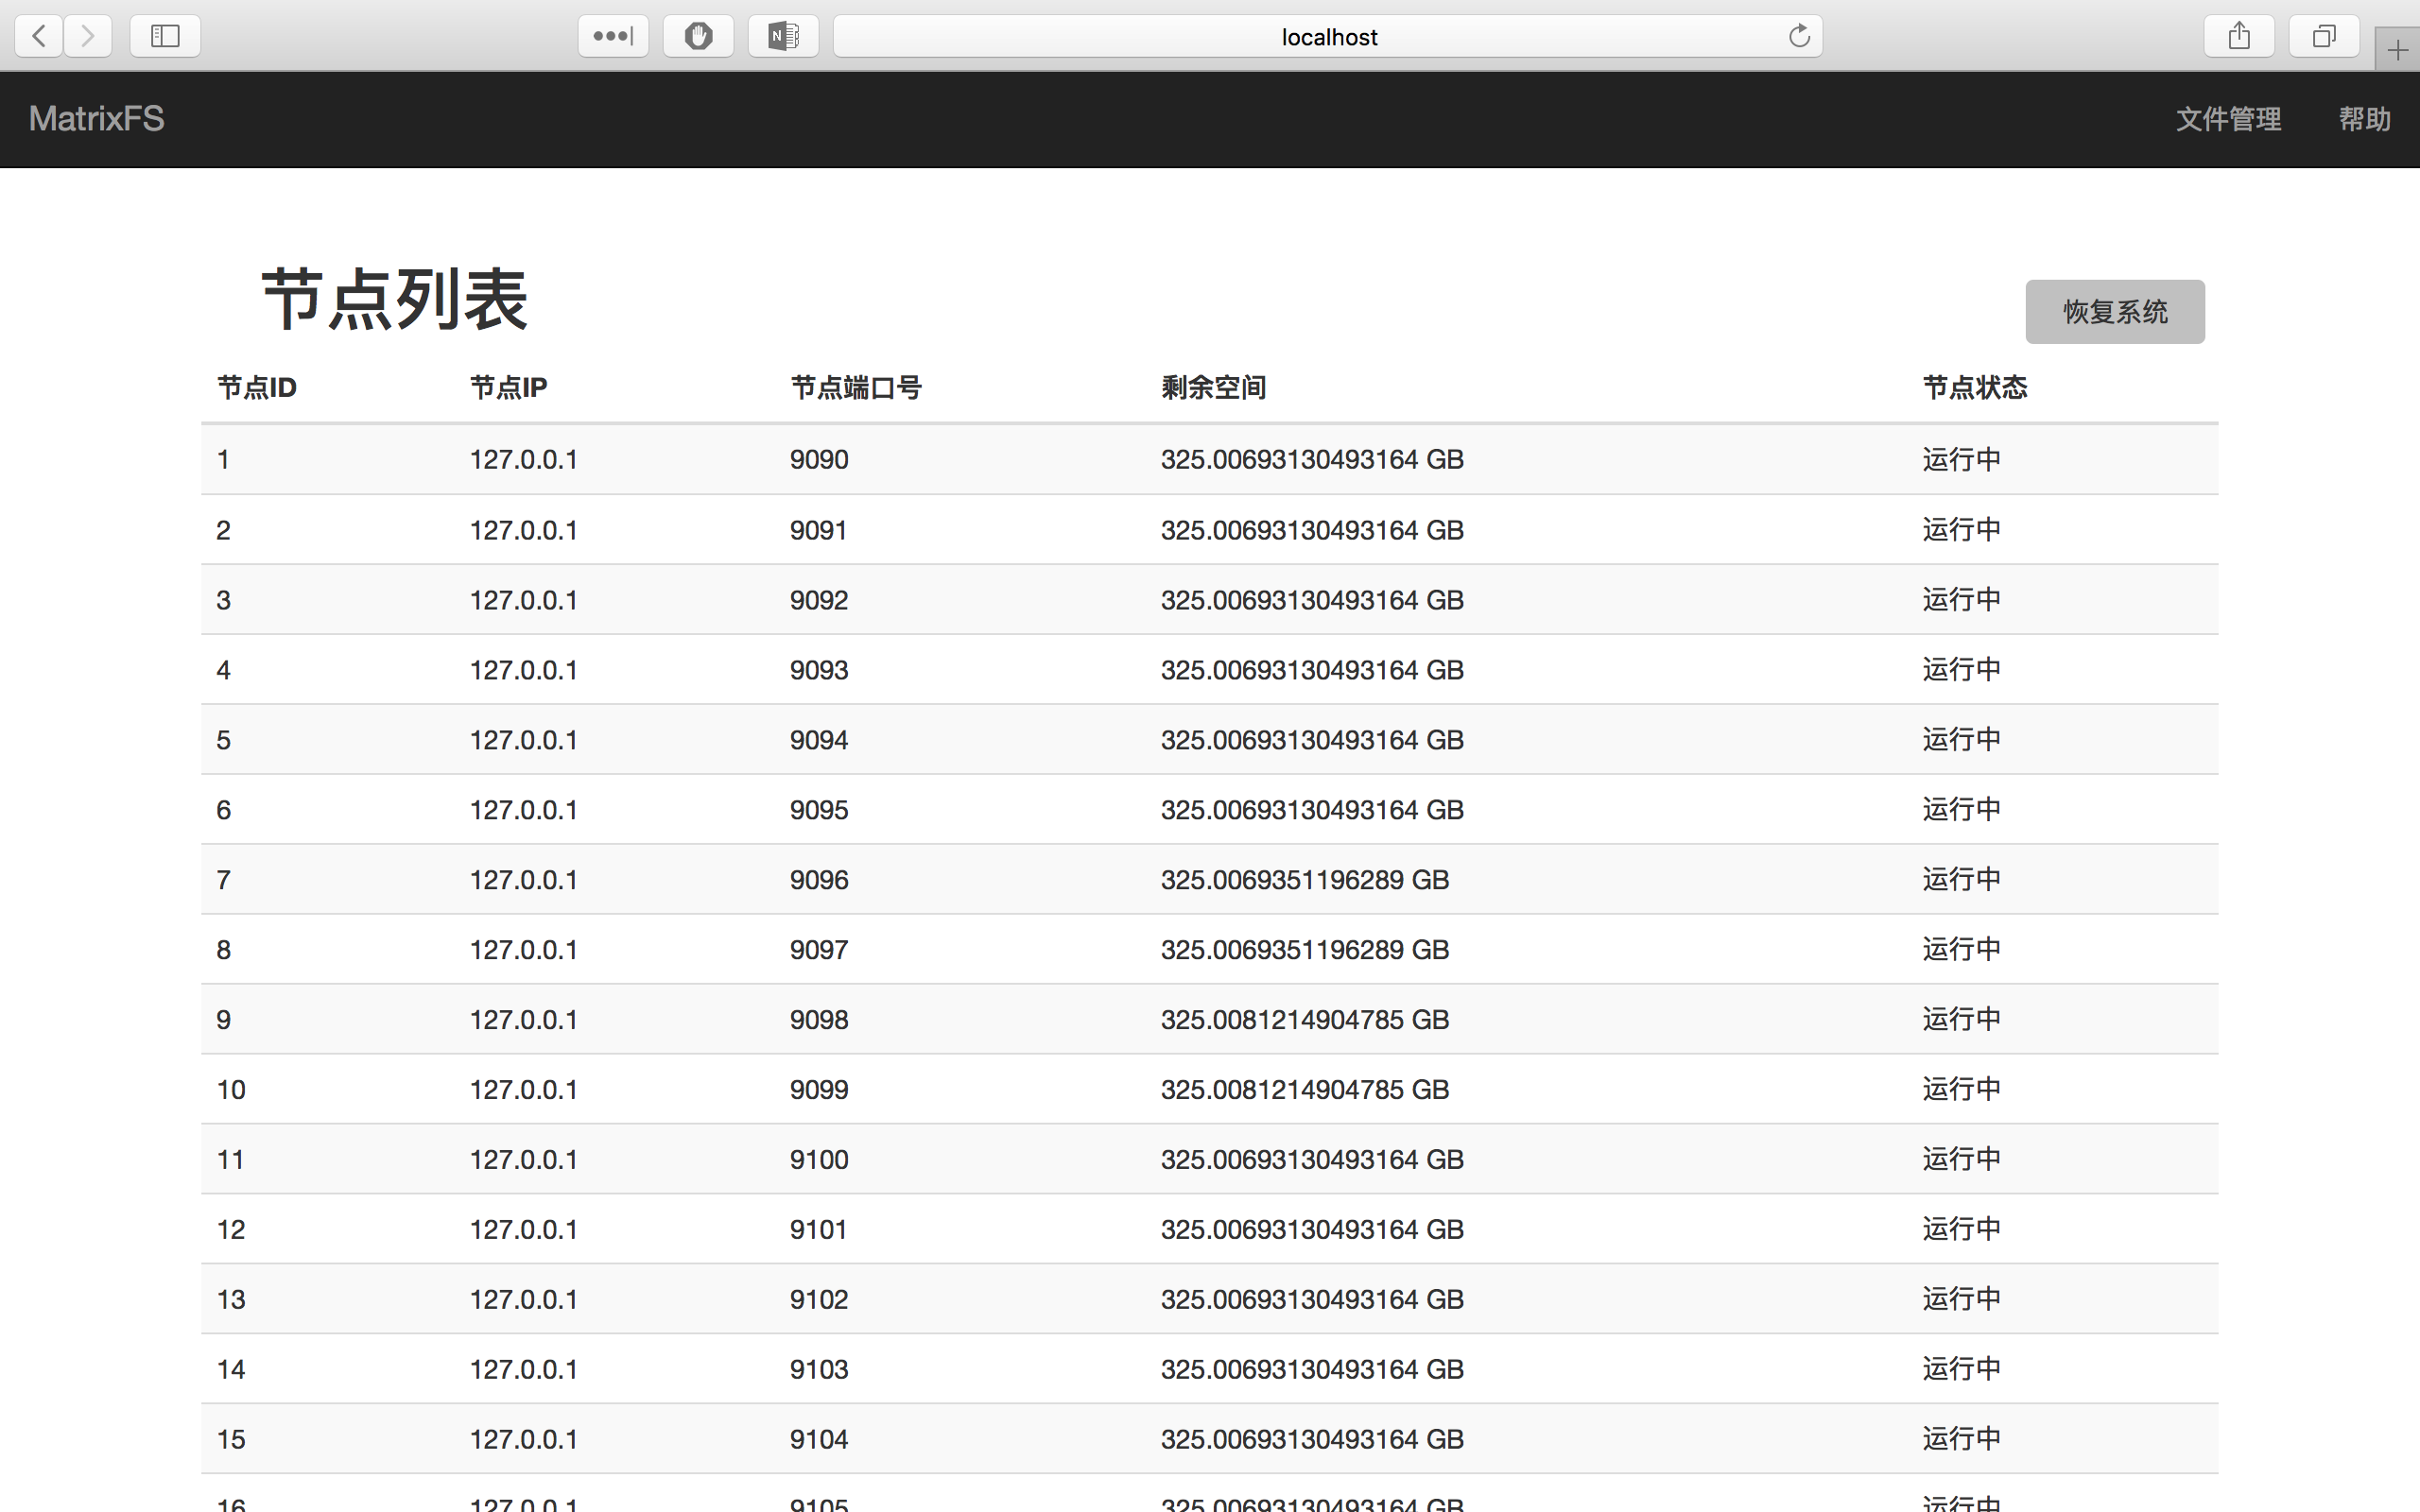 localhost
MatrixFS 文件管理 帮助
节点列表
恢复系统
节点ID 节点IP 节点端口号 剩余空间 节点状态
1 127.0.0.1 9090 325.00693130493164 GB 运行中
2 127.0.0.1 9091 325.00693130493164 GB 运行中
3 127.0.0.1 9092 325.00693130493164 GB 运行中
4 127.0.0.1 9093 325.00693130493164 GB 运行中
5 127.0.0.1 9094 325.00693130493164 GB 运行中
6 127.0.0.1 9095 325.00693130493164 GB 运行中
7 127.0.0.1 9096 325.0069351196289 GB 运行中
8 127.0.0.1 9097 325.0069351196289 GB 运行中
9 127.0.0.1 9098 325.0081214904785 GB 运行中
10 127.0.0.1 9099 325.0081214904785 GB 运行中
11 127.0.0.1 9100 325.00693130493164 GB 运行中
12 127.0.0.1 9101 325.00693130493164 GB 运行中
13 127.0.0.1 9102 325.00693130493164 GB 运行中
14 127.0.0.1 9103 325.00693130493164 GB 运行中
15 127.0.0.1 9104 325.00693130493164 GB 运行中
16 127.0.0.1 9105 325.00693130493164 GB 运行中